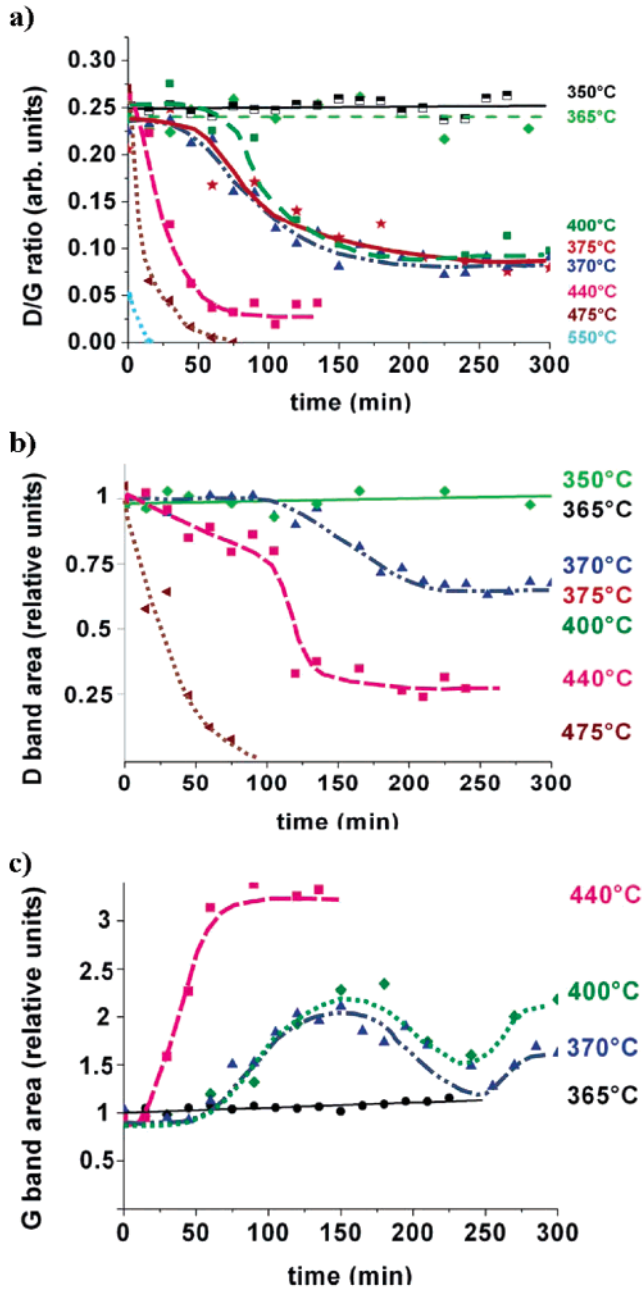 a)
D/G ratio (arb. units)
0.30
0.25
0.20
0.15
0.10
0.05
0.00
0
50
100
150
200
250
300
time (min)
350°C
365°C
400°C
375°C
370°C
440°C
475°C
550°C
b)
D band area (relative units)
1
0.75
0.5
0.25
0
50
100
150
200
250
300
time (min)
350°C
365°C
370°C
375°C
400°C
440°C
475°C
c)
G band area (relative units)
3
2.5
2
1.5
1
0.5
0
50
100
150
200
250
300
time (min)
440°C
400°C
370°C
365°C